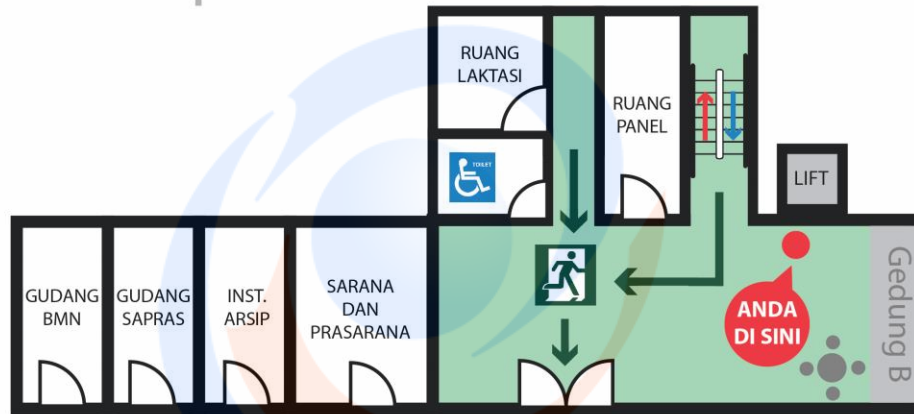 RUANG
LAKTASI
RUANG
PANEL
TOILET
LIFT
GUDANG
BMN
GUDANG
SAPRAS
INST.
ARSIP
SARANA
DAN
PRASARANA
ANDA
DI SINI
Gedung B